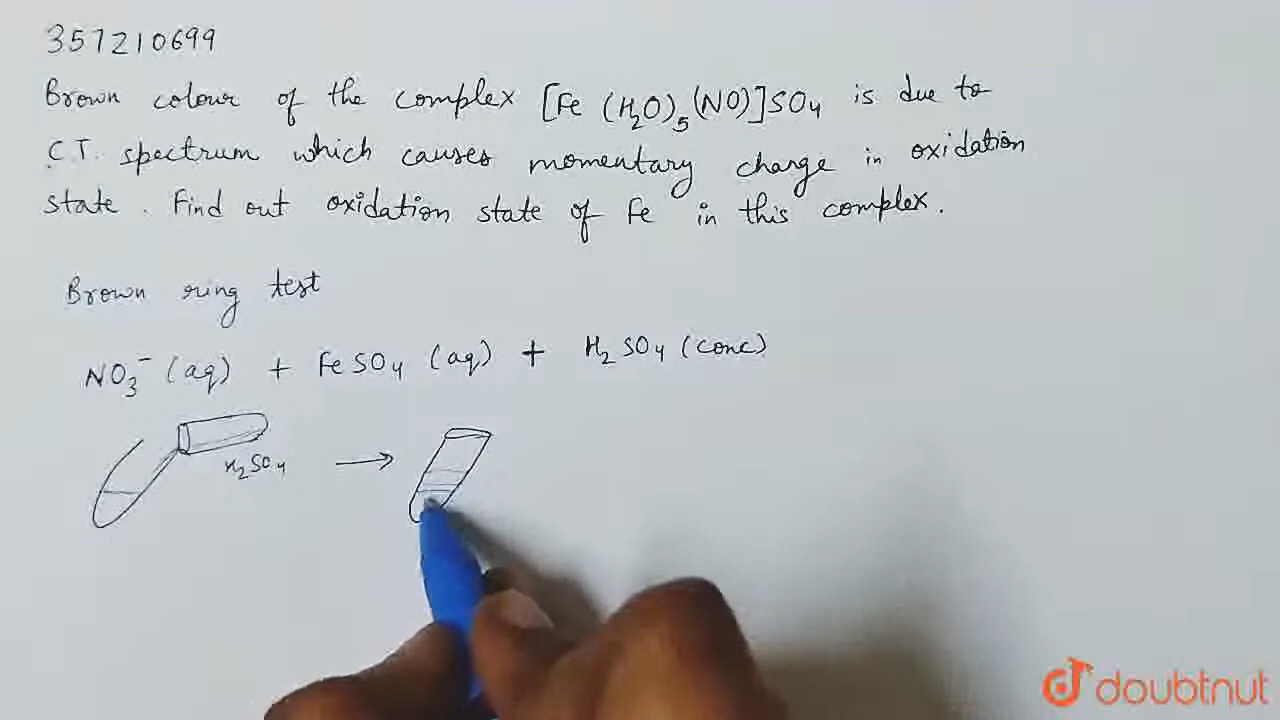 357210699
Brown colour of the complex [Fe (H₂O)₅(NO)]SO₄ is due to
C.T. spectrum which causes momentary charge in oxidation
state. Find out oxidation state of Fe in this complex.
Brown ring test
NO₃⁻ (aq) + FeSO₄ (aq) + H₂SO₄ (conc)
H₂SO₄ →
doubtnut